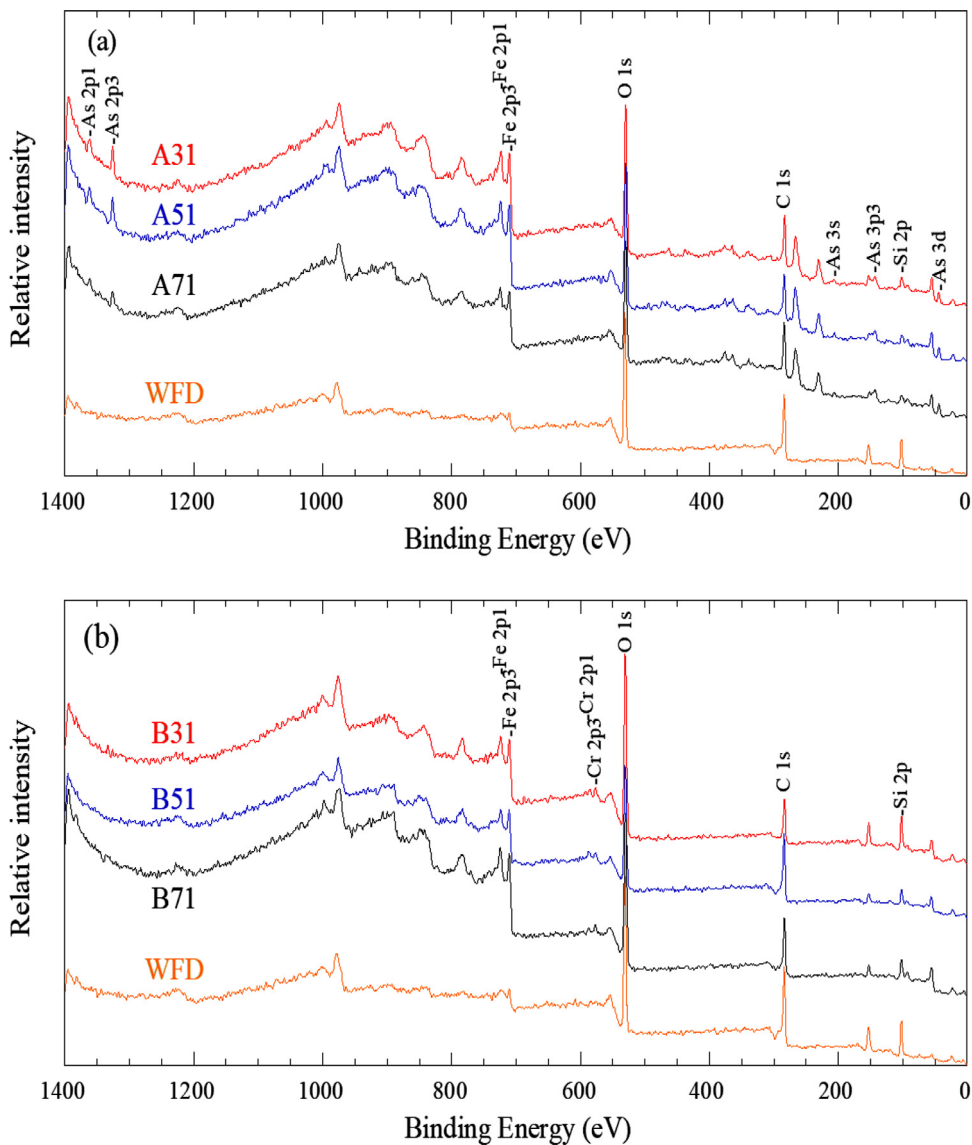 (a)
-As 2p1
-As 2p3
-Fe 2p1
-Fe 2p3
O 1s
C 1s
-As 3s
-As 3p3
-Si 2p
-As 3d
A31
A51
A71
WFD
Relative intensity
1400 1200 1000 800 600 400 200 0
Binding Energy (eV)
(b)
-Fe 2p1
-Fe 2p3
-Cr 2p1
-Cr 2p3
O 1s
C 1s
-Si 2p
B31
B51
B71
WFD
Relative intensity
1400 1200 1000 800 600 400 200 0
Binding Energy (eV)